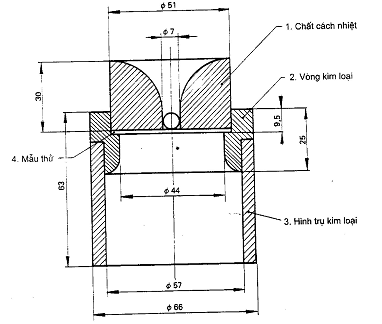 ϕ 51
ϕ 7
1. Chất cách nhiệt
2. Vòng kim loại
30
9,5
25
4. Mẫu thử
63
ϕ 44
3. Hình trụ kim loại
ϕ 57
ϕ 66